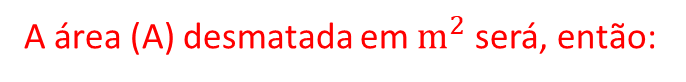 A área (A) desmatada em m² será, então: